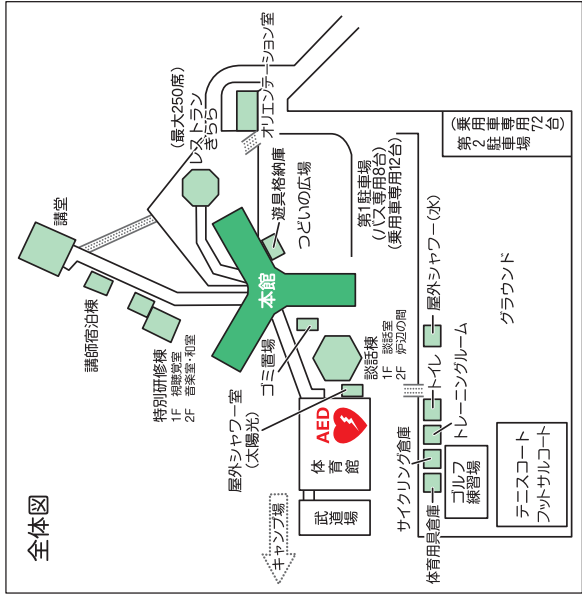 全体図
講堂
講師宿泊棟
特別研修棟
1F 視聴覚室
2F 音楽室・和室
(最大250席)
レストラン
きらら
オリエンテーション室
本館
遊具格納庫
つどいの広場
第1駐車場
(バス専用8台)
(乗用車専用12台)
(乗用車専用72台)
第2駐車場
ゴミ置場
屋外シャワー室
(太陽光)
談話棟
1F 談話室
2F 炉辺の間
AED
体育館
武道場
キャンプ場
屋外シャワー(水)
トイレ
トレーニングルーム
サイクリング倉庫
体育用具倉庫
ゴルフ
練習場
グラウンド
テニスコート
フットサルコート